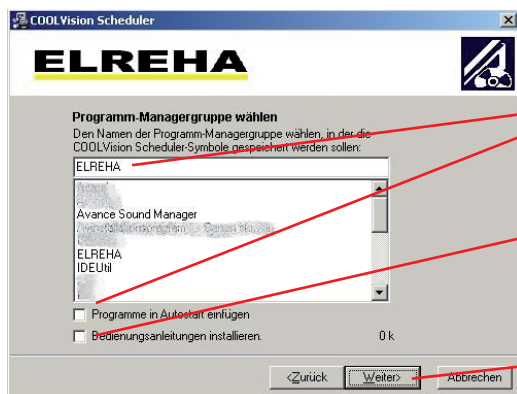 COOLVision Scheduler
ELREHA
Programm-Managergruppe wählen
Den Namen der Programm-Managergruppe wählen, in der die
COOLVision Scheduler-Symbole gespeichert werden sollen:
ELREHA
Avance Sound Manager
ELREHA
IDEUtil
Programme in Autostart einfügen
Bedienungsanleitungen installieren. 0 k
<Zurück Weiter> Abbrechen